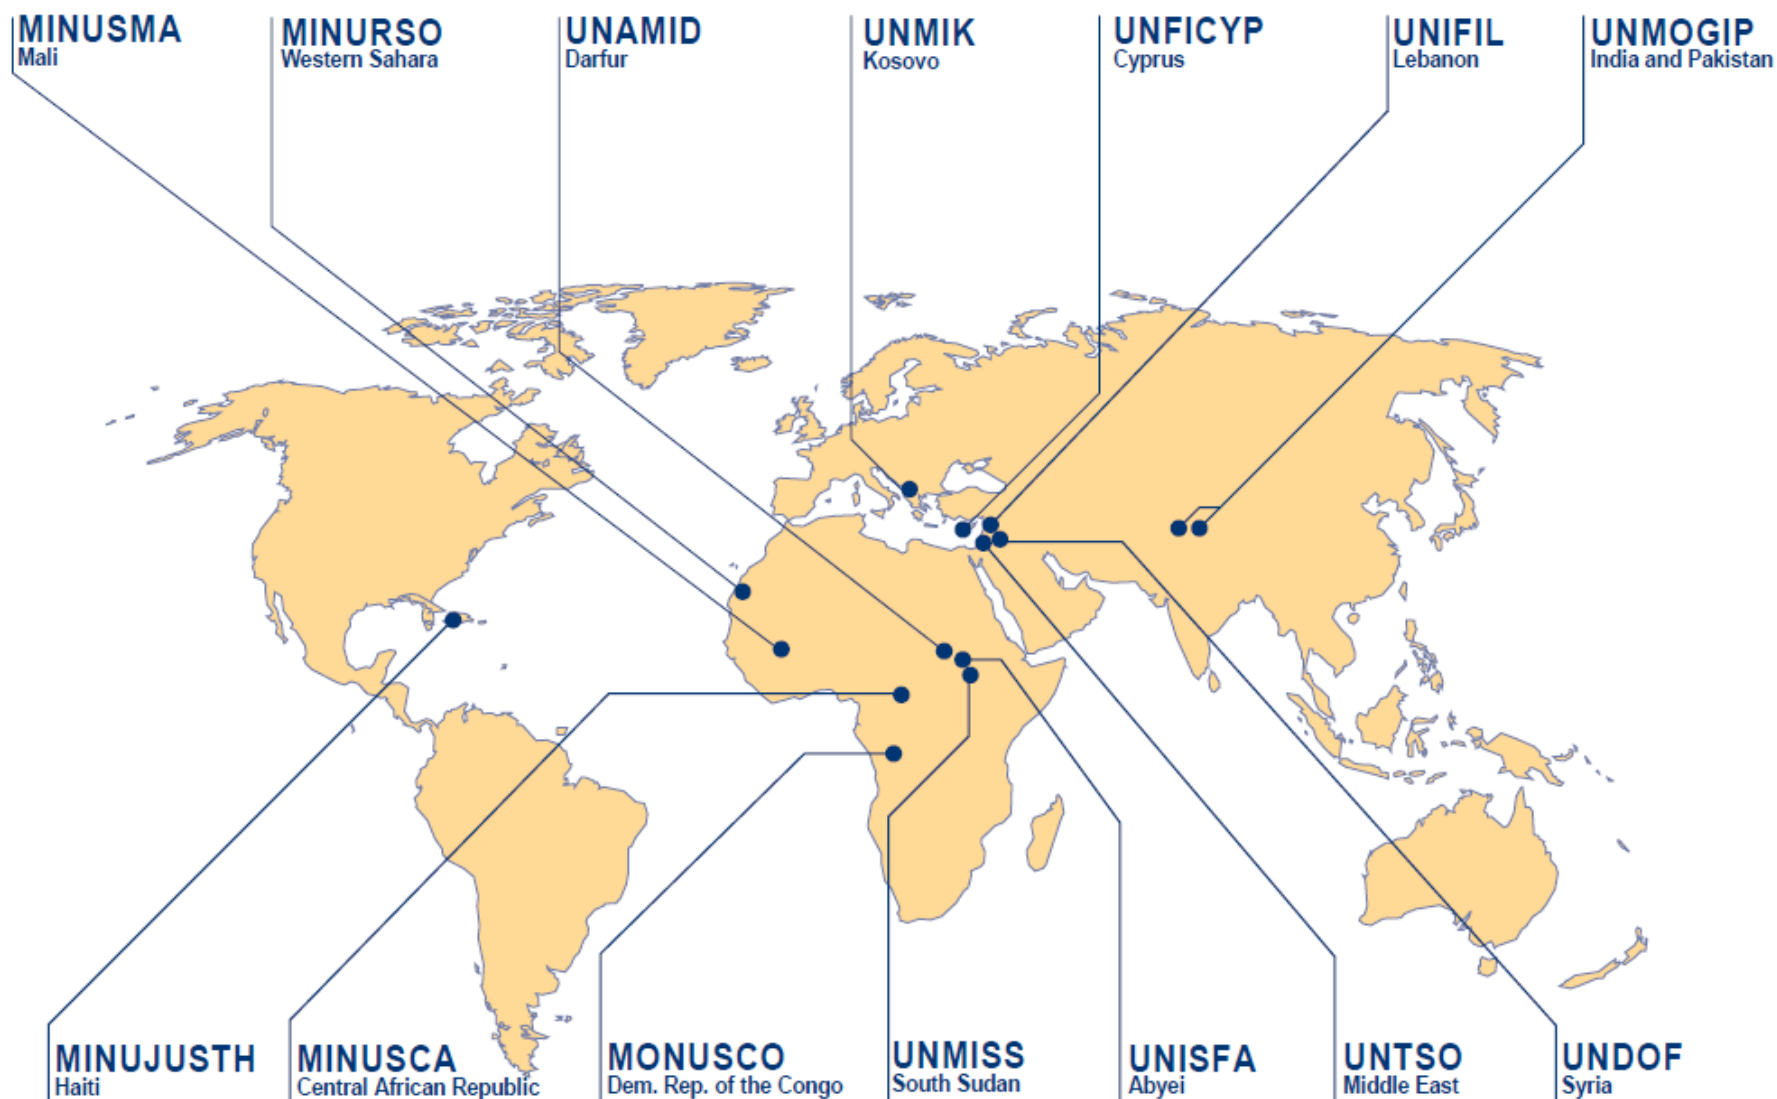 MINUSMA
Mali
MINURSO
Western Sahara
UNAMID
Darfur
UNMIK
Kosovo
UNFICYP
Cyprus
UNIFIL
Lebanon
UNMOGIP
India and Pakistan
MINUJUSTH
Haiti
MINUSCA
Central African Republic
MONUSCO
Dem. Rep. of the Congo
UNMISS
South Sudan
UNISFA
Abyei
UNTSO
Middle East
UNDOF
Syria